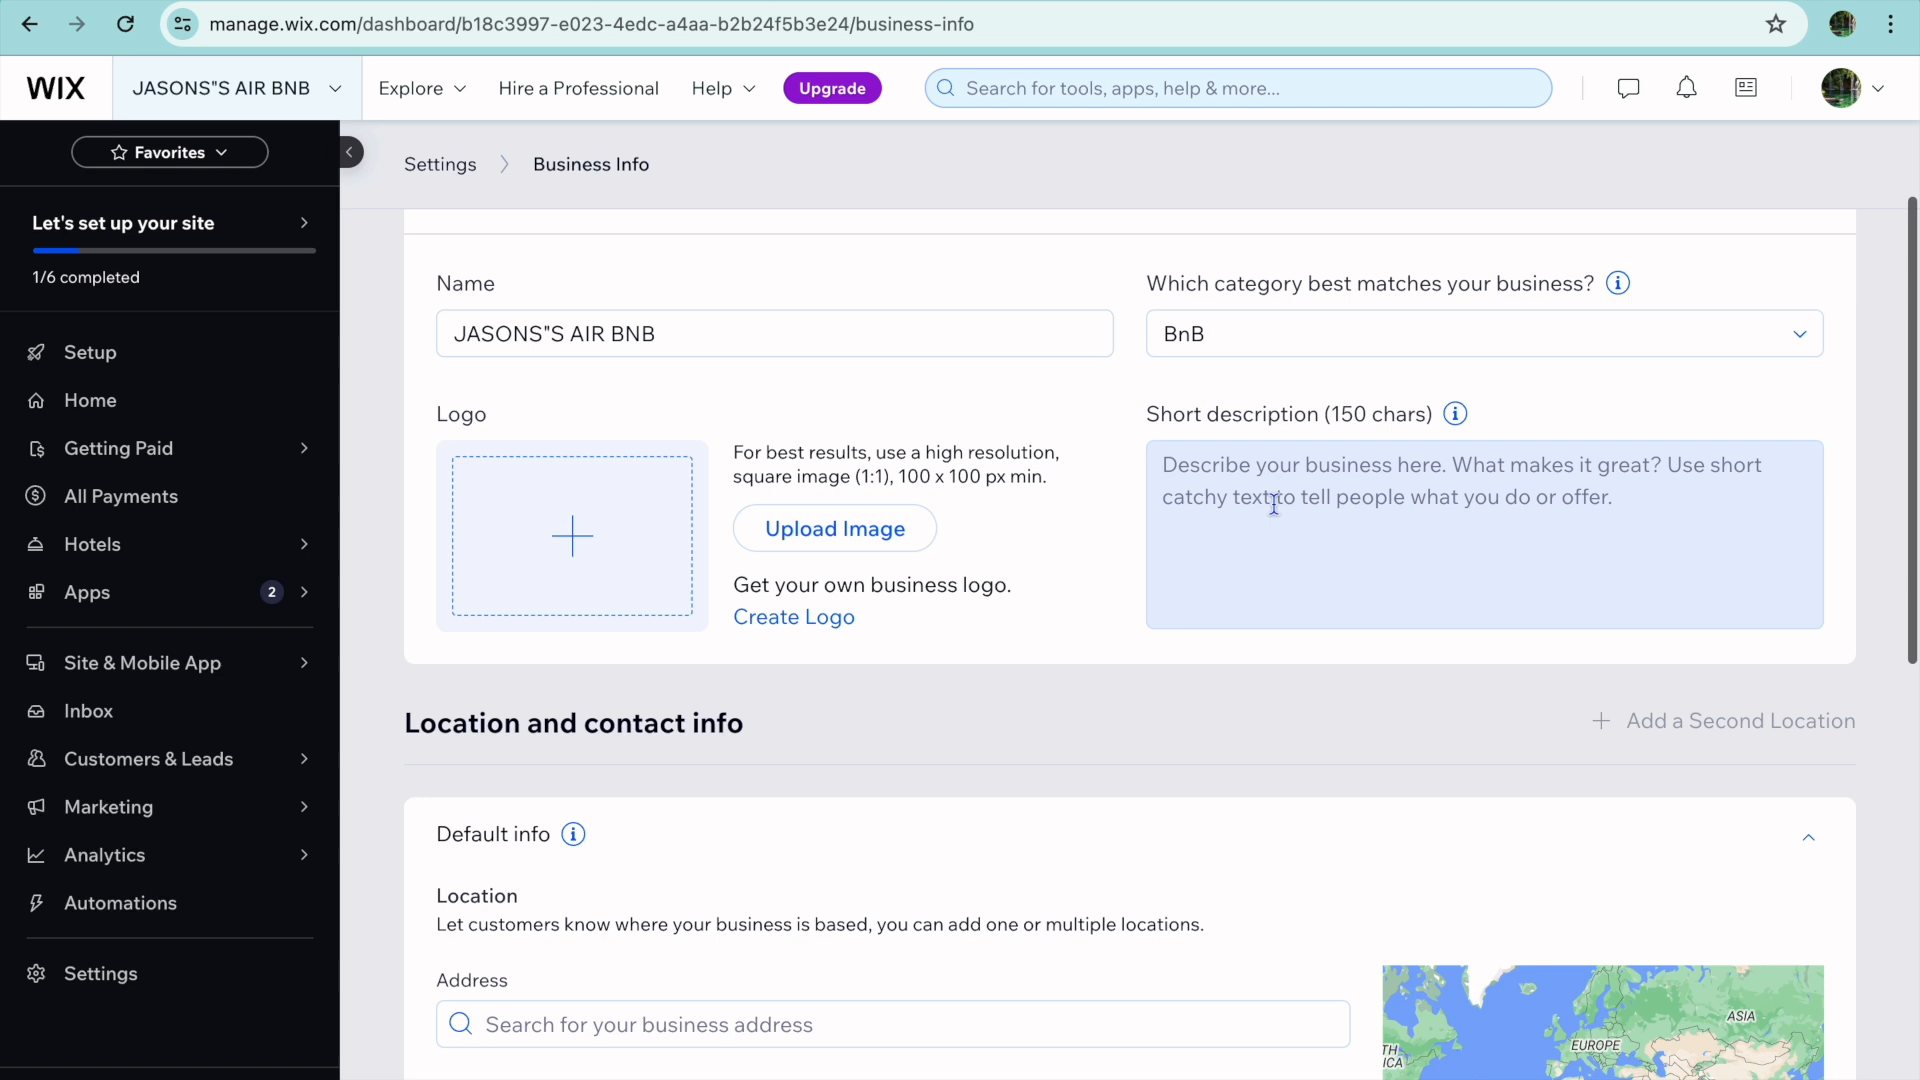 manage.wix.com/dashboard/b18c3997-e023-4edc-a4aa-b2b24f5b3e24/business-info
WIX
JASONS"S AIR BNB
Explore
Hire a Professional
Help
Upgrade
Search for tools, apps, help & more...
Favorites
Settings
Business Info
Let's set up your site
1/6 completed
Setup
Home
Getting Paid
All Payments
Hotels
Apps
2
Site & Mobile App
Inbox
Customers & Leads
Marketing
Analytics
Automations
Settings
Name
JASONS"S AIR BNB
Which category best matches your business?
BnB
Logo
For best results, use a high resolution,
square image (1:1), 100 x 100 px min.
Upload Image
Get your own business logo.
Create Logo
Short description (150 chars)
Describe your business here. What makes it great? Use short
catchy text to tell people what you do or offer.
Location and contact info
Add a Second Location
Default info
Location
Let customers know where your business is based, you can add one or multiple locations.
Address
Search for your business address
ASIA
EUROPE
TH
ICA